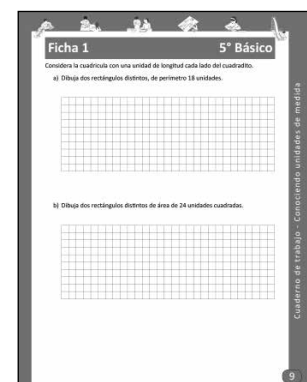 Ficha 1
5° Básico
Considera la cuadrícula con una unidad de longitud cada lado del cuadradito.
a) Dibuja dos rectángulos distintos, de perímetro 18 unidades.
b) Dibuja dos rectángulos distintos de área de 24 unidades cuadradas.
Cuaderno de trabajo - Conociendo unidades de medida
9